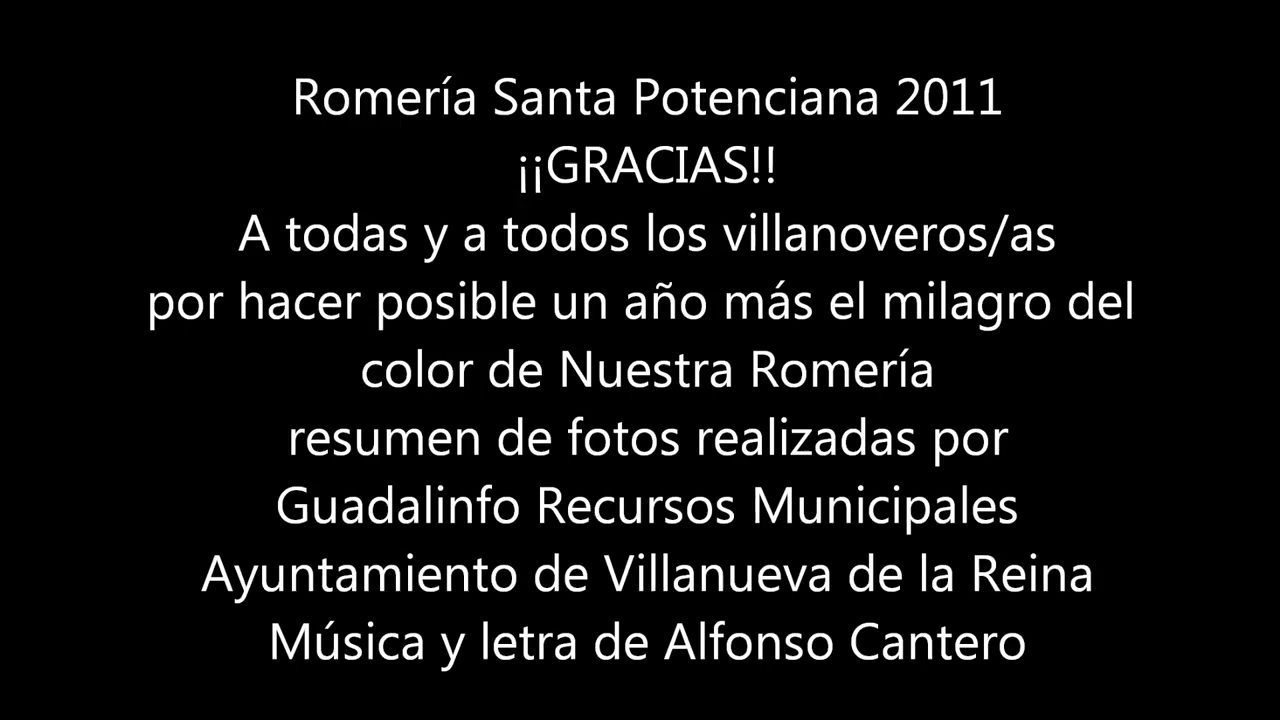 Romería Santa Potenciana 2011
¡¡GRACIAS!!
A todas y a todos los villanoveros/as
por hacer posible un año más el milagro del
color de Nuestra Romería
resumen de fotos realizadas por
Guadalinfo Recursos Municipales
Ayuntamiento de Villanueva de la Reina
Música y letra de Alfonso Cantero